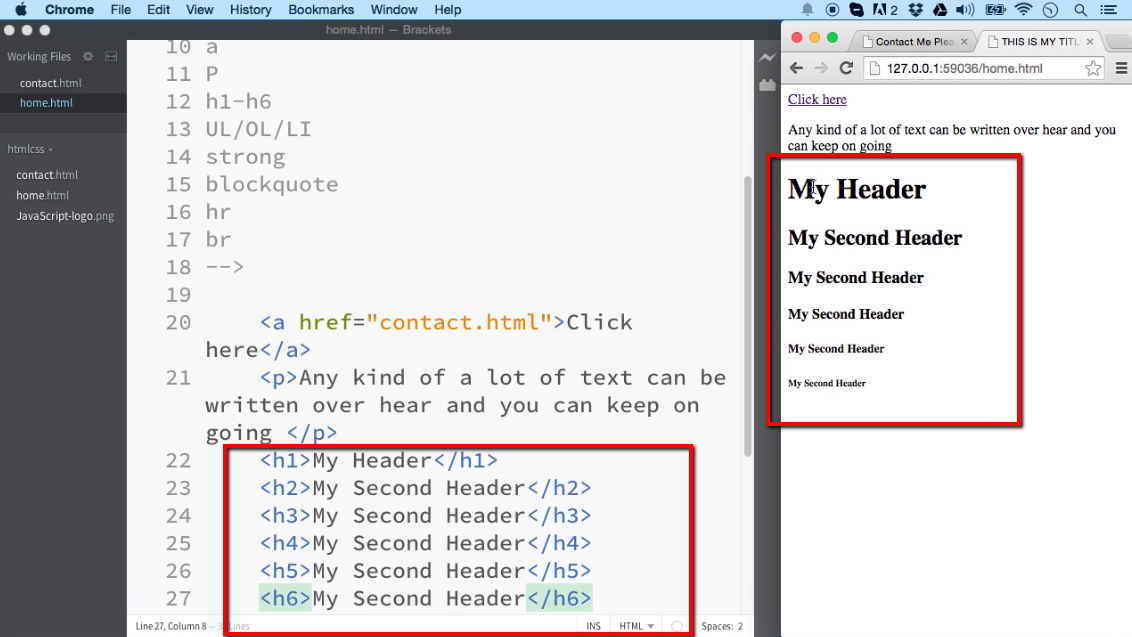 Chrome File Edit View History Bookmarks Window Help 2
home.html — Brackets
Working Files
contact.html
home.html
htmlcss
contact.html
home.html
JavaScript-logo.png
10 a
11 P
12 h1-h6
13 UL/OL/LI
14 strong
15 blockquote
16 hr
17 br
18 -->
19
20 <a href="contact.html">Click
here</a>
21 <p>Any kind of a lot of text can be
written over hear and you can keep on
going </p>
22 <h1>My Header</h1>
23 <h2>My Second Header</h2>
24 <h3>My Second Header</h3>
25 <h4>My Second Header</h4>
26 <h5>My Second Header</h5>
27 <h6>My Second Header</h6>
Line 27, Column 8 — Lines INS HTML Spaces: 2
Contact Me Plea × THIS IS MY TITL ×
127.0.0.1:59036/home.html
Click here
Any kind of a lot of text can be written over hear and you
can keep on going
My Header
My Second Header
My Second Header
My Second Header
My Second Header
My Second Header